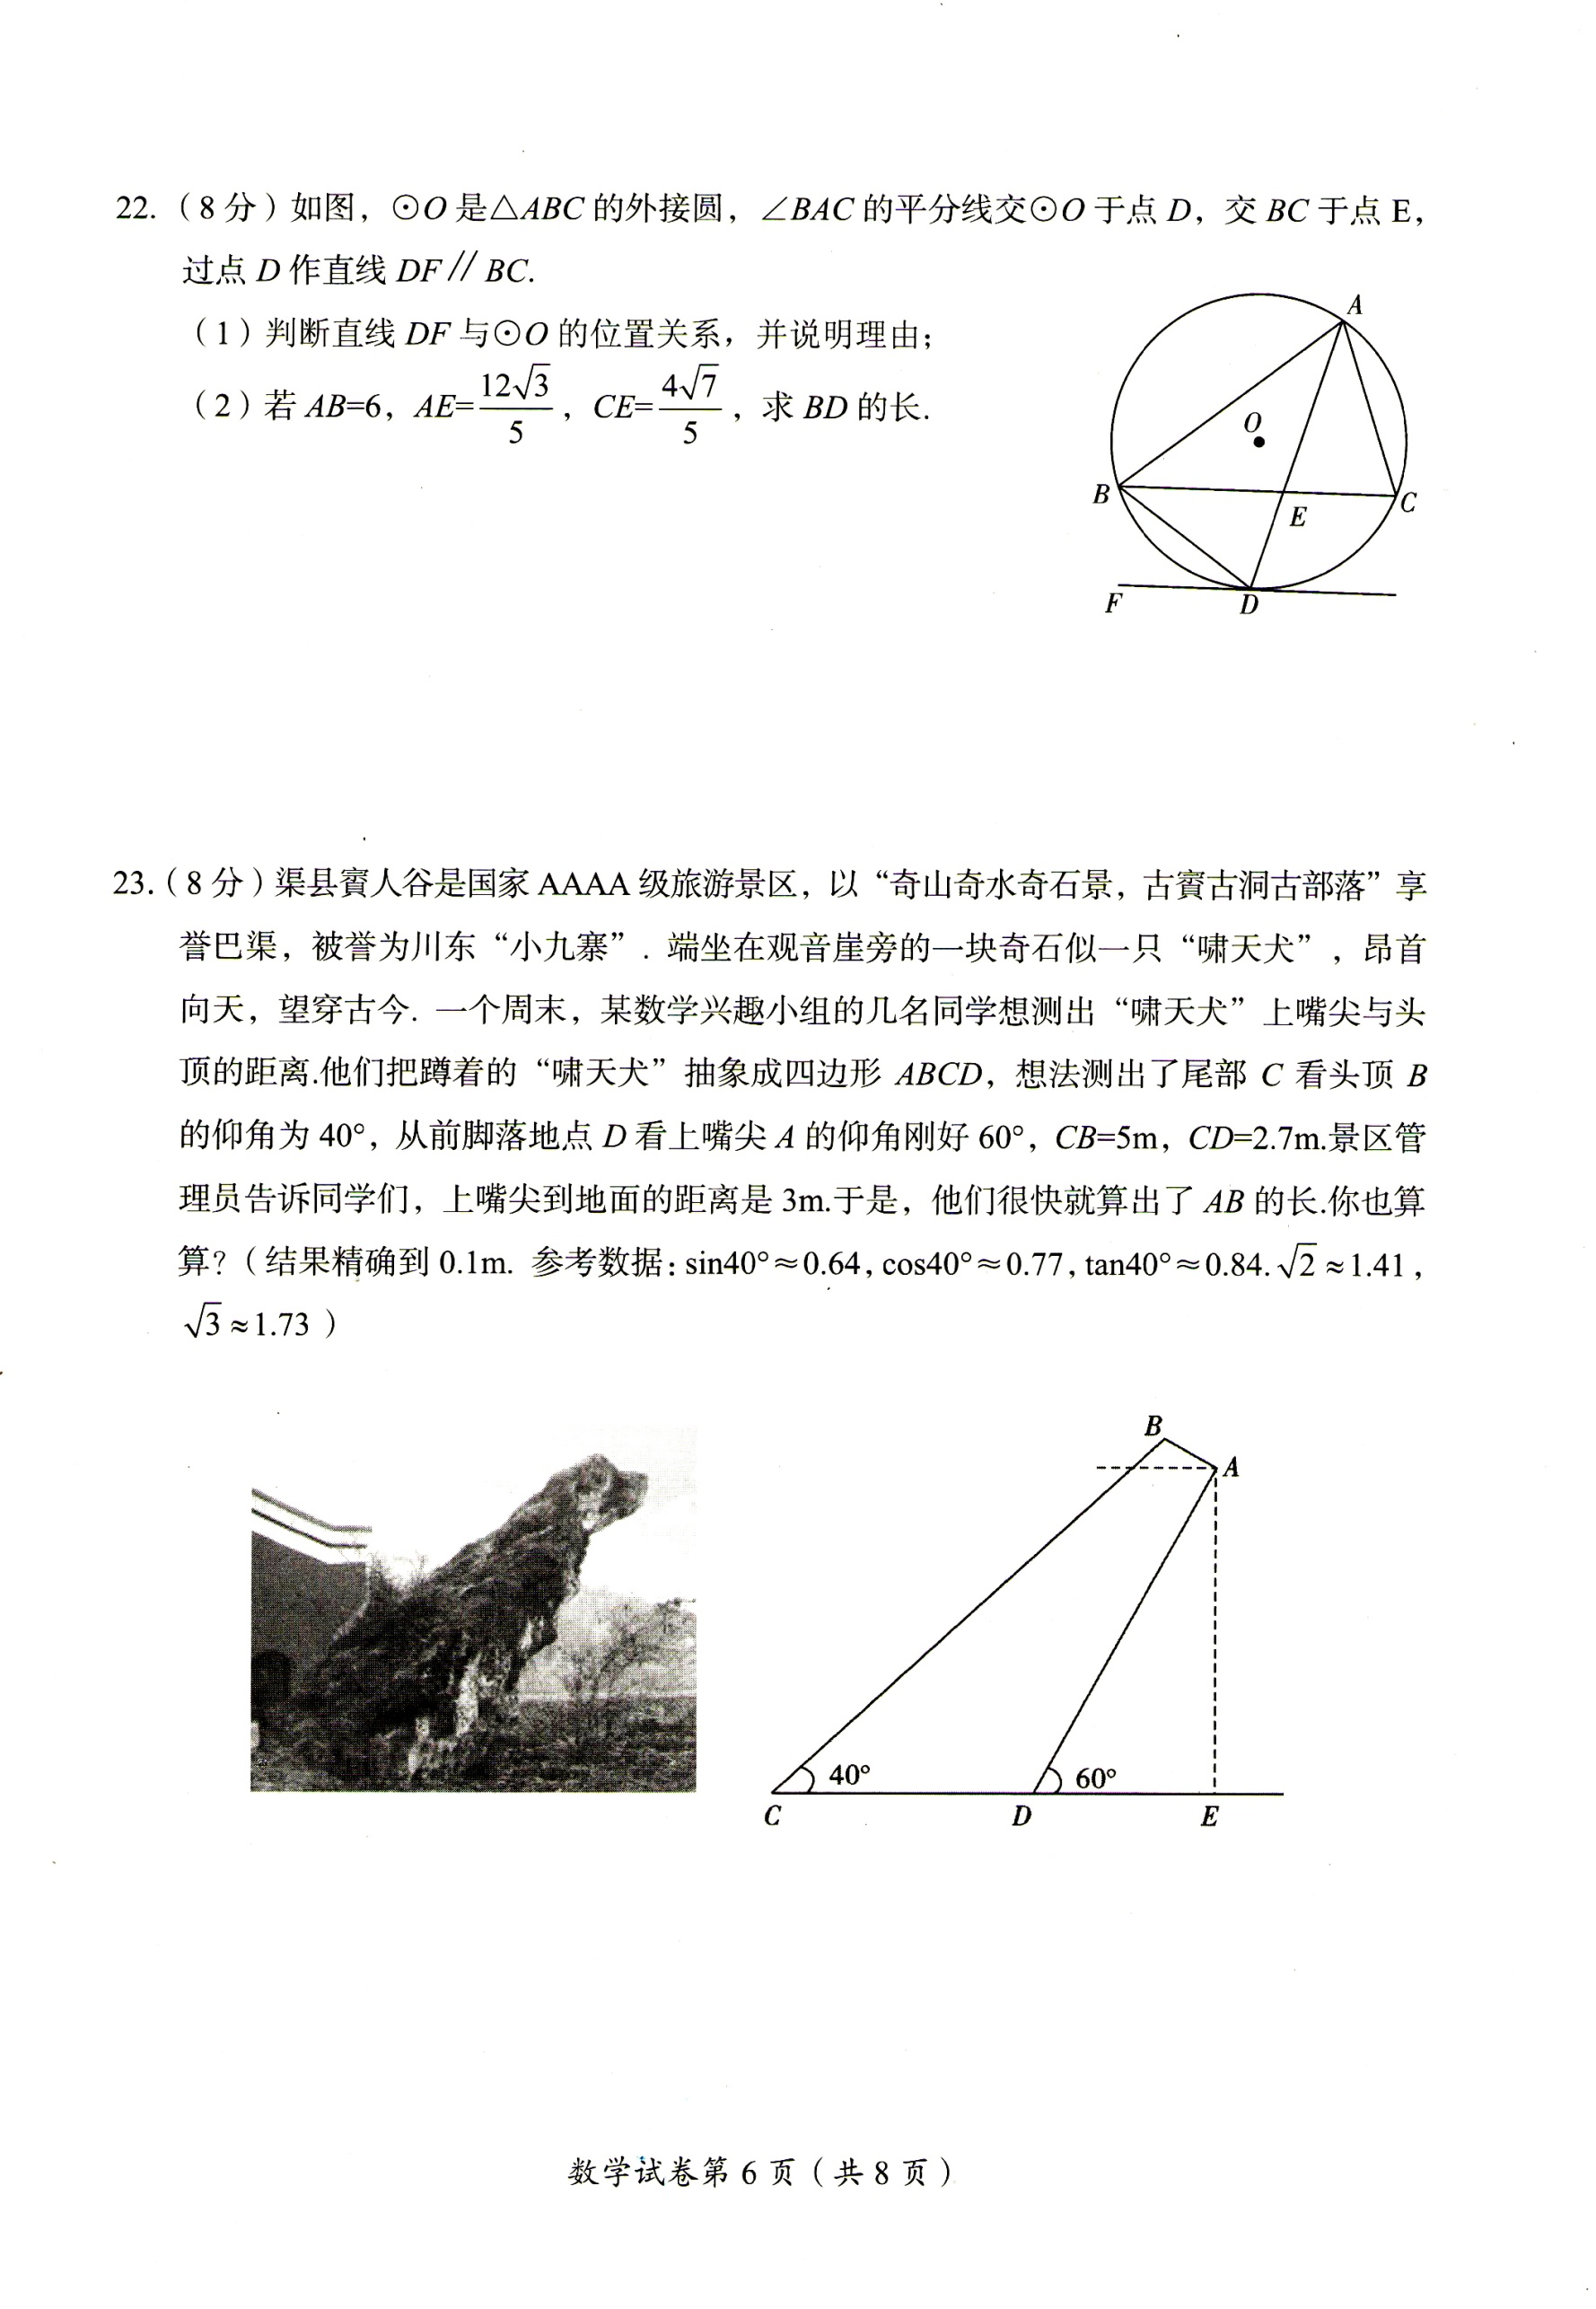 22.（8分）如图，⊙O是△ABC的外接圆，∠BAC的平分线交⊙O于点D，交BC于点E，
过点D作直线DF∥BC.
（1）判断直线DF与⊙O的位置关系，并说明理由；
（2）若AB=6，AE=12√3/5，CE=4√7/5，求BD的长.
A
O
B
E
C
F
D
23.（8分）渠县賨人谷是国家AAAA级旅游景区，以“奇山奇水奇石景，古賨古洞古部落”享
誉巴渠，被誉为川东“小九寨”. 端坐在观音崖旁的一块奇石似一只“啸天犬”，昂首
向天，望穿古今. 一个周末，某数学兴趣小组的几名同学想测出“啸天犬”上嘴尖与头
顶的距离.他们把蹲着的“啸天犬”抽象成四边形ABCD，想法测出了尾部C看头顶B
的仰角为40°，从前脚落地点D看上嘴尖A的仰角刚好60°，CB=5m，CD=2.7m.景区管
理员告诉同学们，上嘴尖到地面的距离是3m.于是，他们很快就算出了AB的长.你也算
算？（结果精确到0.1m. 参考数据：sin40°≈0.64，cos40°≈0.77，tan40°≈0.84.√2≈1.41，
√3≈1.73）
B
A
40°
60°
C
D
E
数学试卷第6页（共8页）